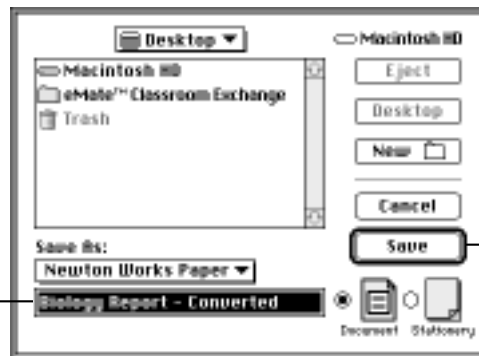 Desktop
Macintosh HD
Macintosh HD
Eject
eMate™ Classroom Exchange
Trash
Desktop
New
Cancel
Save As:
Save
Newton Works Paper
Biology Report - Converted
Document
Stationery